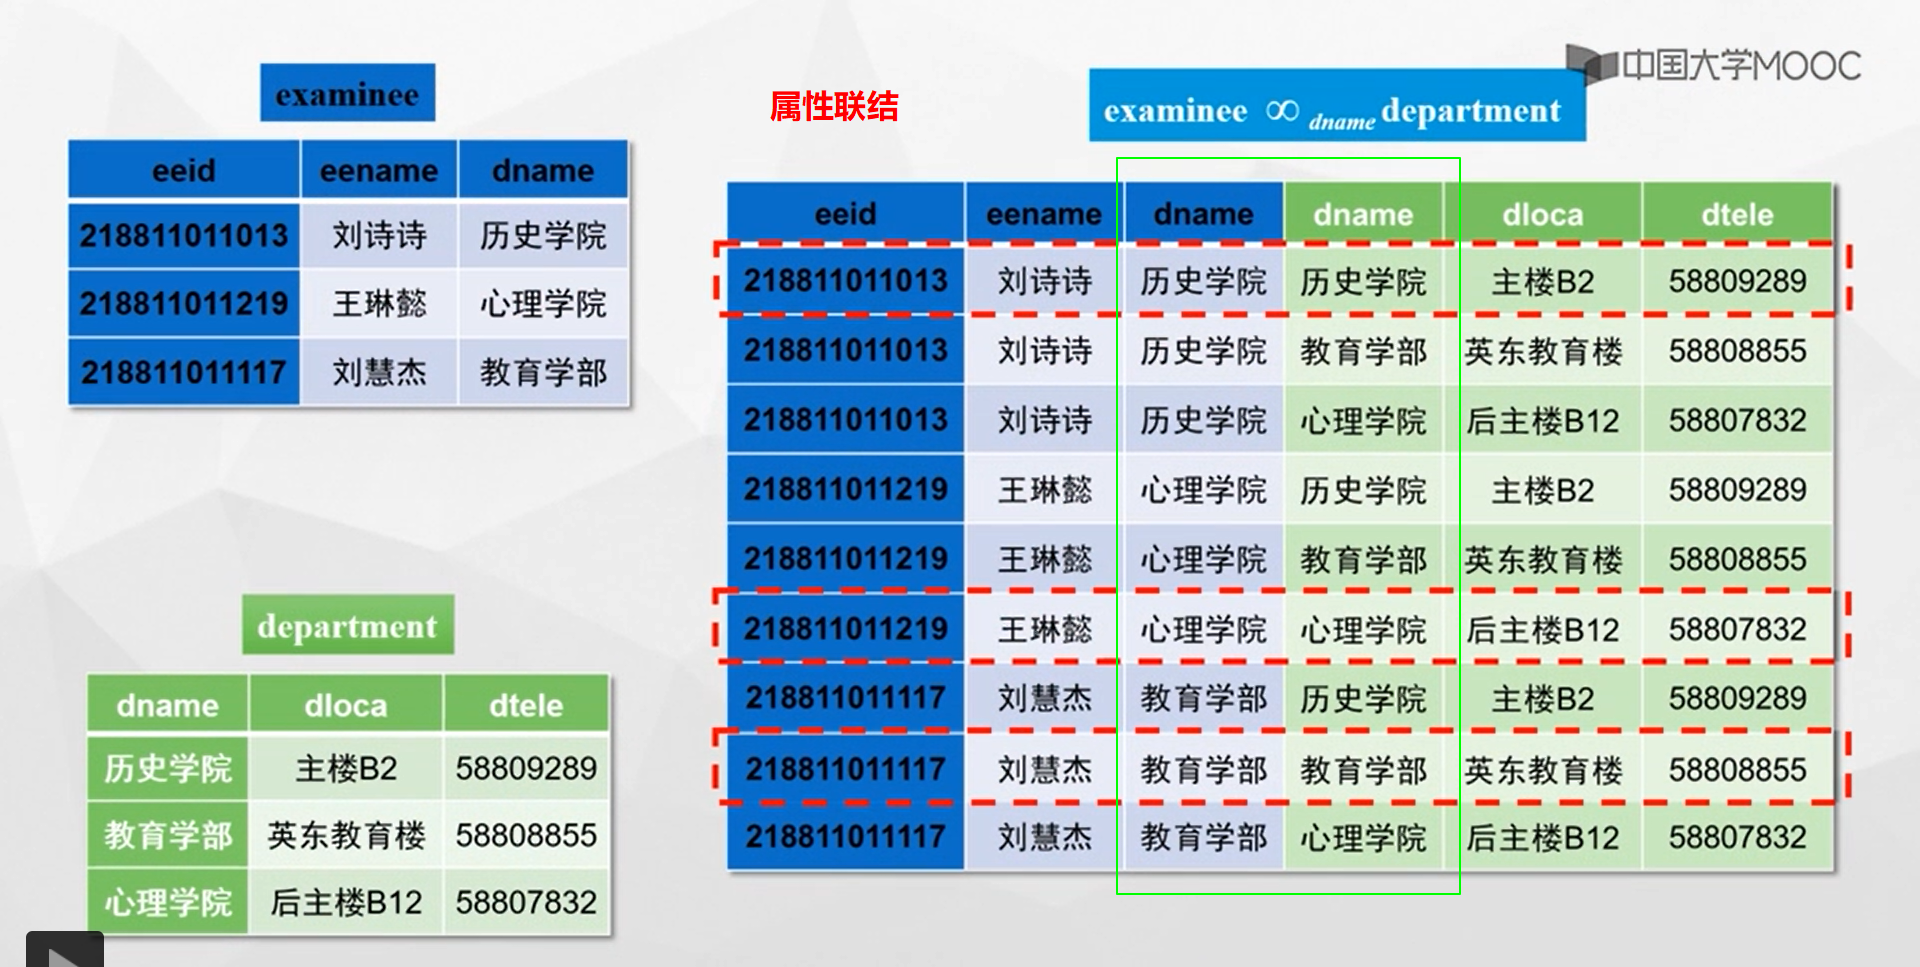 中国大学MOOC
examinee
属性联结
examinee ∞ dname department
eeid eename dname
218811011013 刘诗诗 历史学院
218811011219 王琳懿 心理学院
218811011117 刘慧杰 教育学部
department
dname dloca dtele
历史学院 主楼B2 58809289
教育学部 英东教育楼 58808855
心理学院 后主楼B12 58807832
eeid eename dname dname dloca dtele
218811011013 刘诗诗 历史学院 历史学院 主楼B2 58809289
218811011013 刘诗诗 历史学院 教育学部 英东教育楼 58808855
218811011013 刘诗诗 历史学院 心理学院 后主楼B12 58807832
218811011219 王琳懿 心理学院 历史学院 主楼B2 58809289
218811011219 王琳懿 心理学院 教育学部 英东教育楼 58808855
218811011219 王琳懿 心理学院 心理学院 后主楼B12 58807832
218811011117 刘慧杰 教育学部 历史学院 主楼B2 58809289
218811011117 刘慧杰 教育学部 教育学部 英东教育楼 58808855
218811011117 刘慧杰 教育学部 心理学院 后主楼B12 58807832